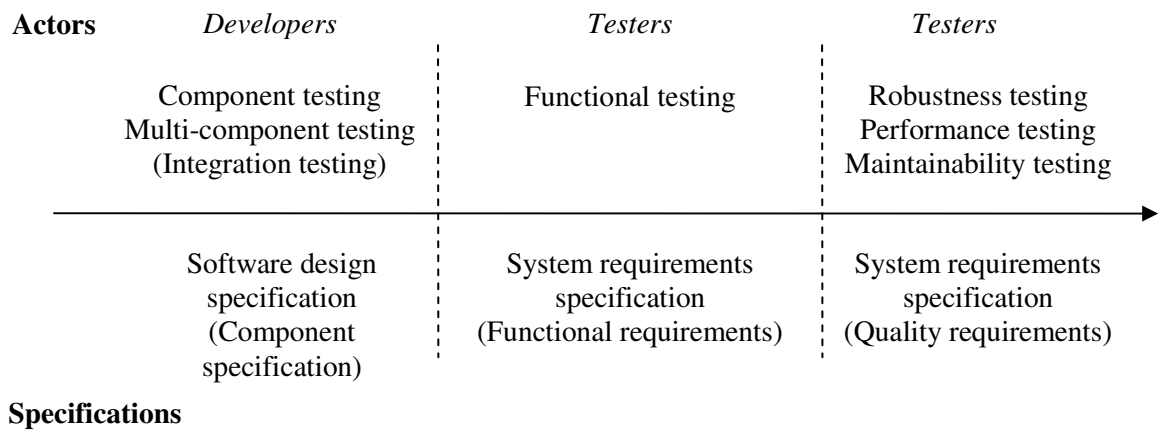 Actors Developers Testers Testers
Component testing
Multi-component testing
(Integration testing)
Functional testing
Robustness testing
Performance testing
Maintainability testing
Software design
specification
(Component
specification)
System requirements
specification
(Functional requirements)
System requirements
specification
(Quality requirements)
Specifications